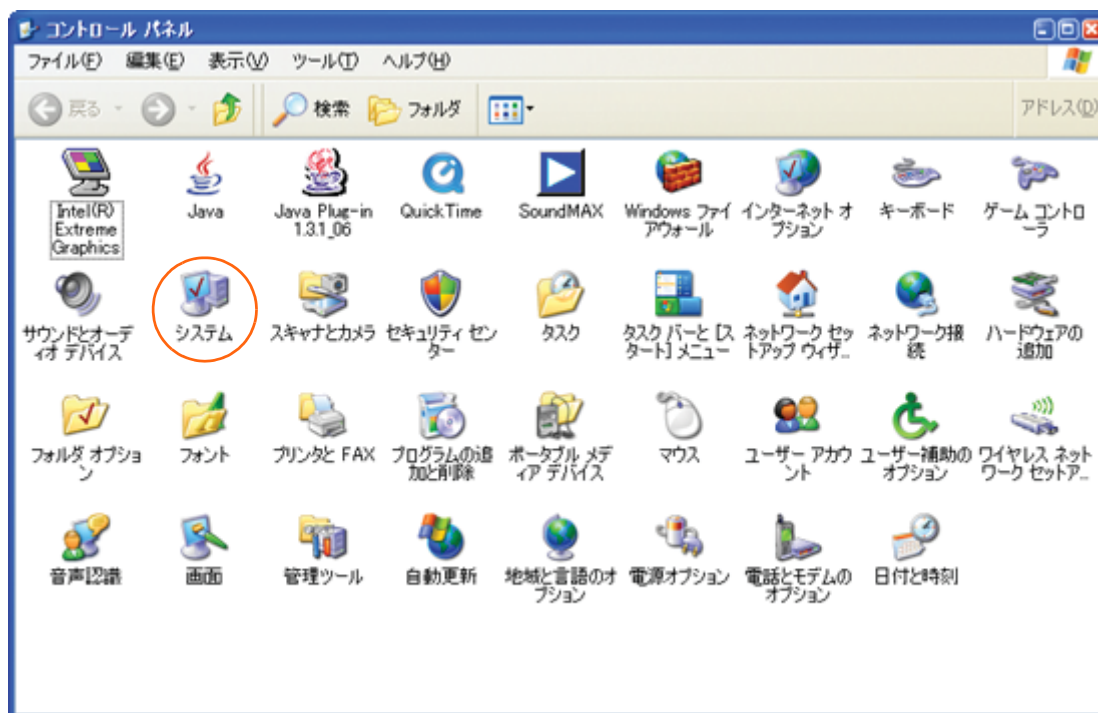 コントロール パネル
ファイル(F) 編集(E) 表示(V) ツール(T) ヘルプ(H)
戻る 検索 フォルダ アドレス(D)
Intel(R)
Extreme
Graphics
Java
Java Plug-in
1.3.1_06
QuickTime
SoundMAX
Windows ファイ
アウォール
インターネット オ
プション
キーボード
ゲーム コントロ
ーラ
サウンドとオーデ
ィオ デバイス
システム
スキャナとカメラ
セキュリティ セン
ター
タスク
タスク バーと [ス
タート] メニュー
ネットワーク セッ
トアップ ウィザ...
ネットワーク接
続
ハードウェアの
追加
フォルダ オプショ
ン
フォント
プリンタと FAX
プログラムの追
加と削除
ポータブル メデ
ィア デバイス
マウス
ユーザー アカウ
ント
ユーザー補助の
オプション
ワイヤレス ネット
ワーク セットア...
音声認識
画面
管理ツール
自動更新
地域と言語のオ
プション
電源オプション
電話とモデムの
オプション
日付と時刻